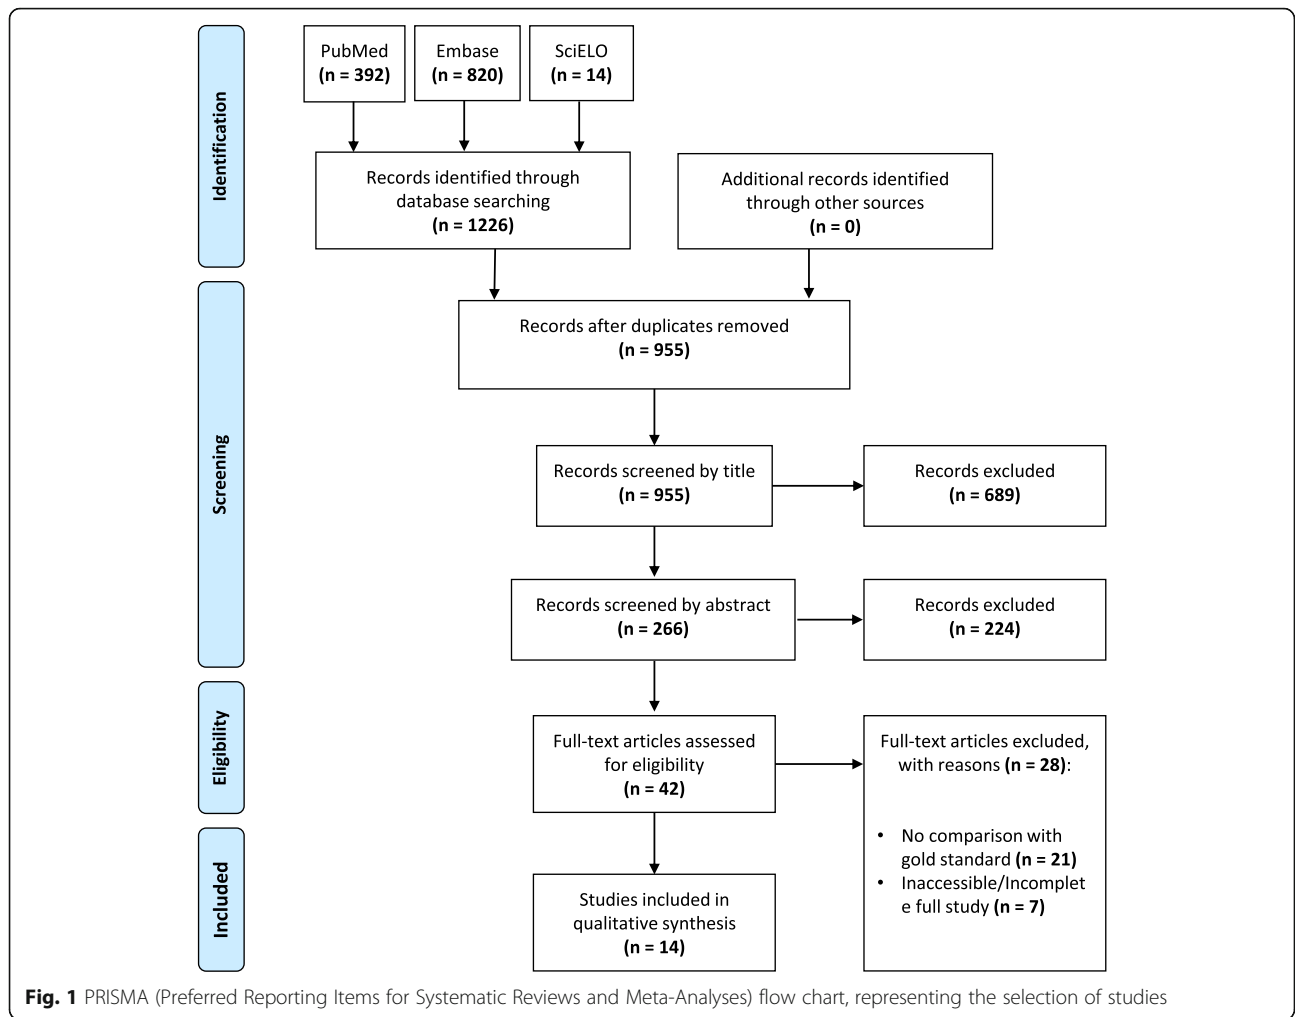 Identification
PubMed
(n = 392)
Embase
(n = 820)
SciELO
(n = 14)
Records identified through
database searching
(n = 1226)
Additional records identified
through other sources
(n = 0)
Screening
Records after duplicates removed
(n = 955)
Records screened by title
(n = 955)
Records excluded
(n = 689)
Records screened by abstract
(n = 266)
Records excluded
(n = 224)
Eligibility
Full-text articles assessed
for eligibility
(n = 42)
Full-text articles excluded,
with reasons (n = 28):
• No comparison with
gold standard (n = 21)
• Inaccessible/Incomplet
e full study (n = 7)
Included
Studies included in
qualitative synthesis
(n = 14)
Fig. 1 PRISMA (Preferred Reporting Items for Systematic Reviews and Meta-Analyses) flow chart, representing the selection of studies